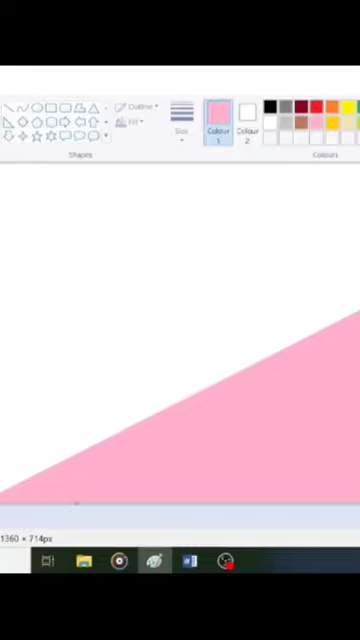 Outline
Fill
Size
Colour
1
Colour
2
Shapes
Colours
1360 × 714px